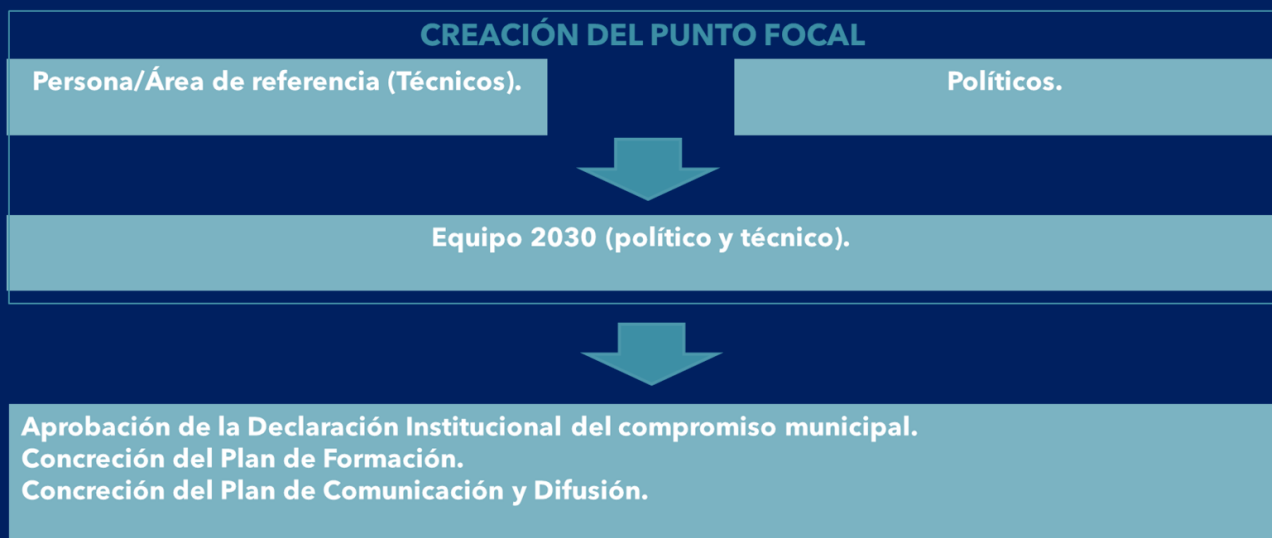 CREACIÓN DEL PUNTO FOCAL
Persona/Área de referencia (Técnicos).
Políticos.
Equipo 2030 (político y técnico).
Aprobación de la Declaración Institucional del compromiso municipal.
Concreción del Plan de Formación.
Concreción del Plan de Comunicación y Difusión.